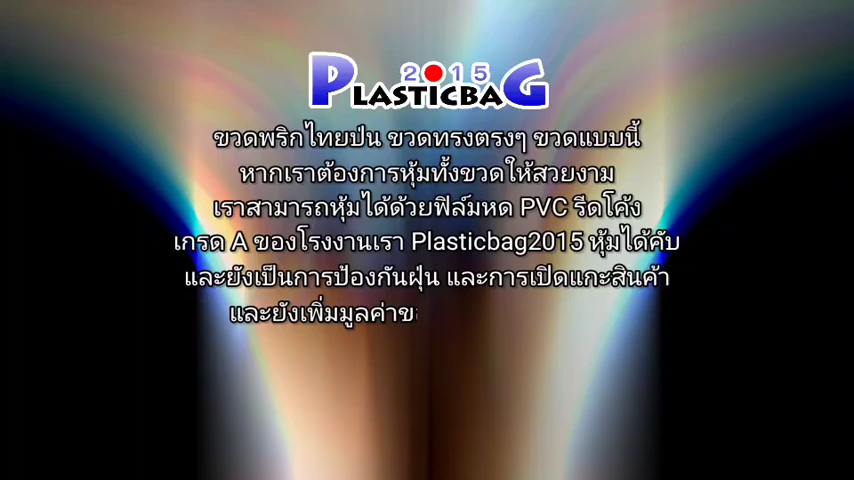 PLASTICBAG 2015
ขวดพริกไทยป่น ขวดทรงตรงๆ ขวดแบบนี้
หากเราต้องการหุ้มทั้งขวดให้สวยงาม
เราสามารถหุ้มได้ด้วยฟิล์มหด PVC รีดโค้ง
เกรด A ของโรงงานเรา Plasticbag2015 หุ้มได้คับ
และยังเป็นการป้องกันฝุ่น และการเปิดแกะสินค้า
และยังเพิ่มมูลค่าข